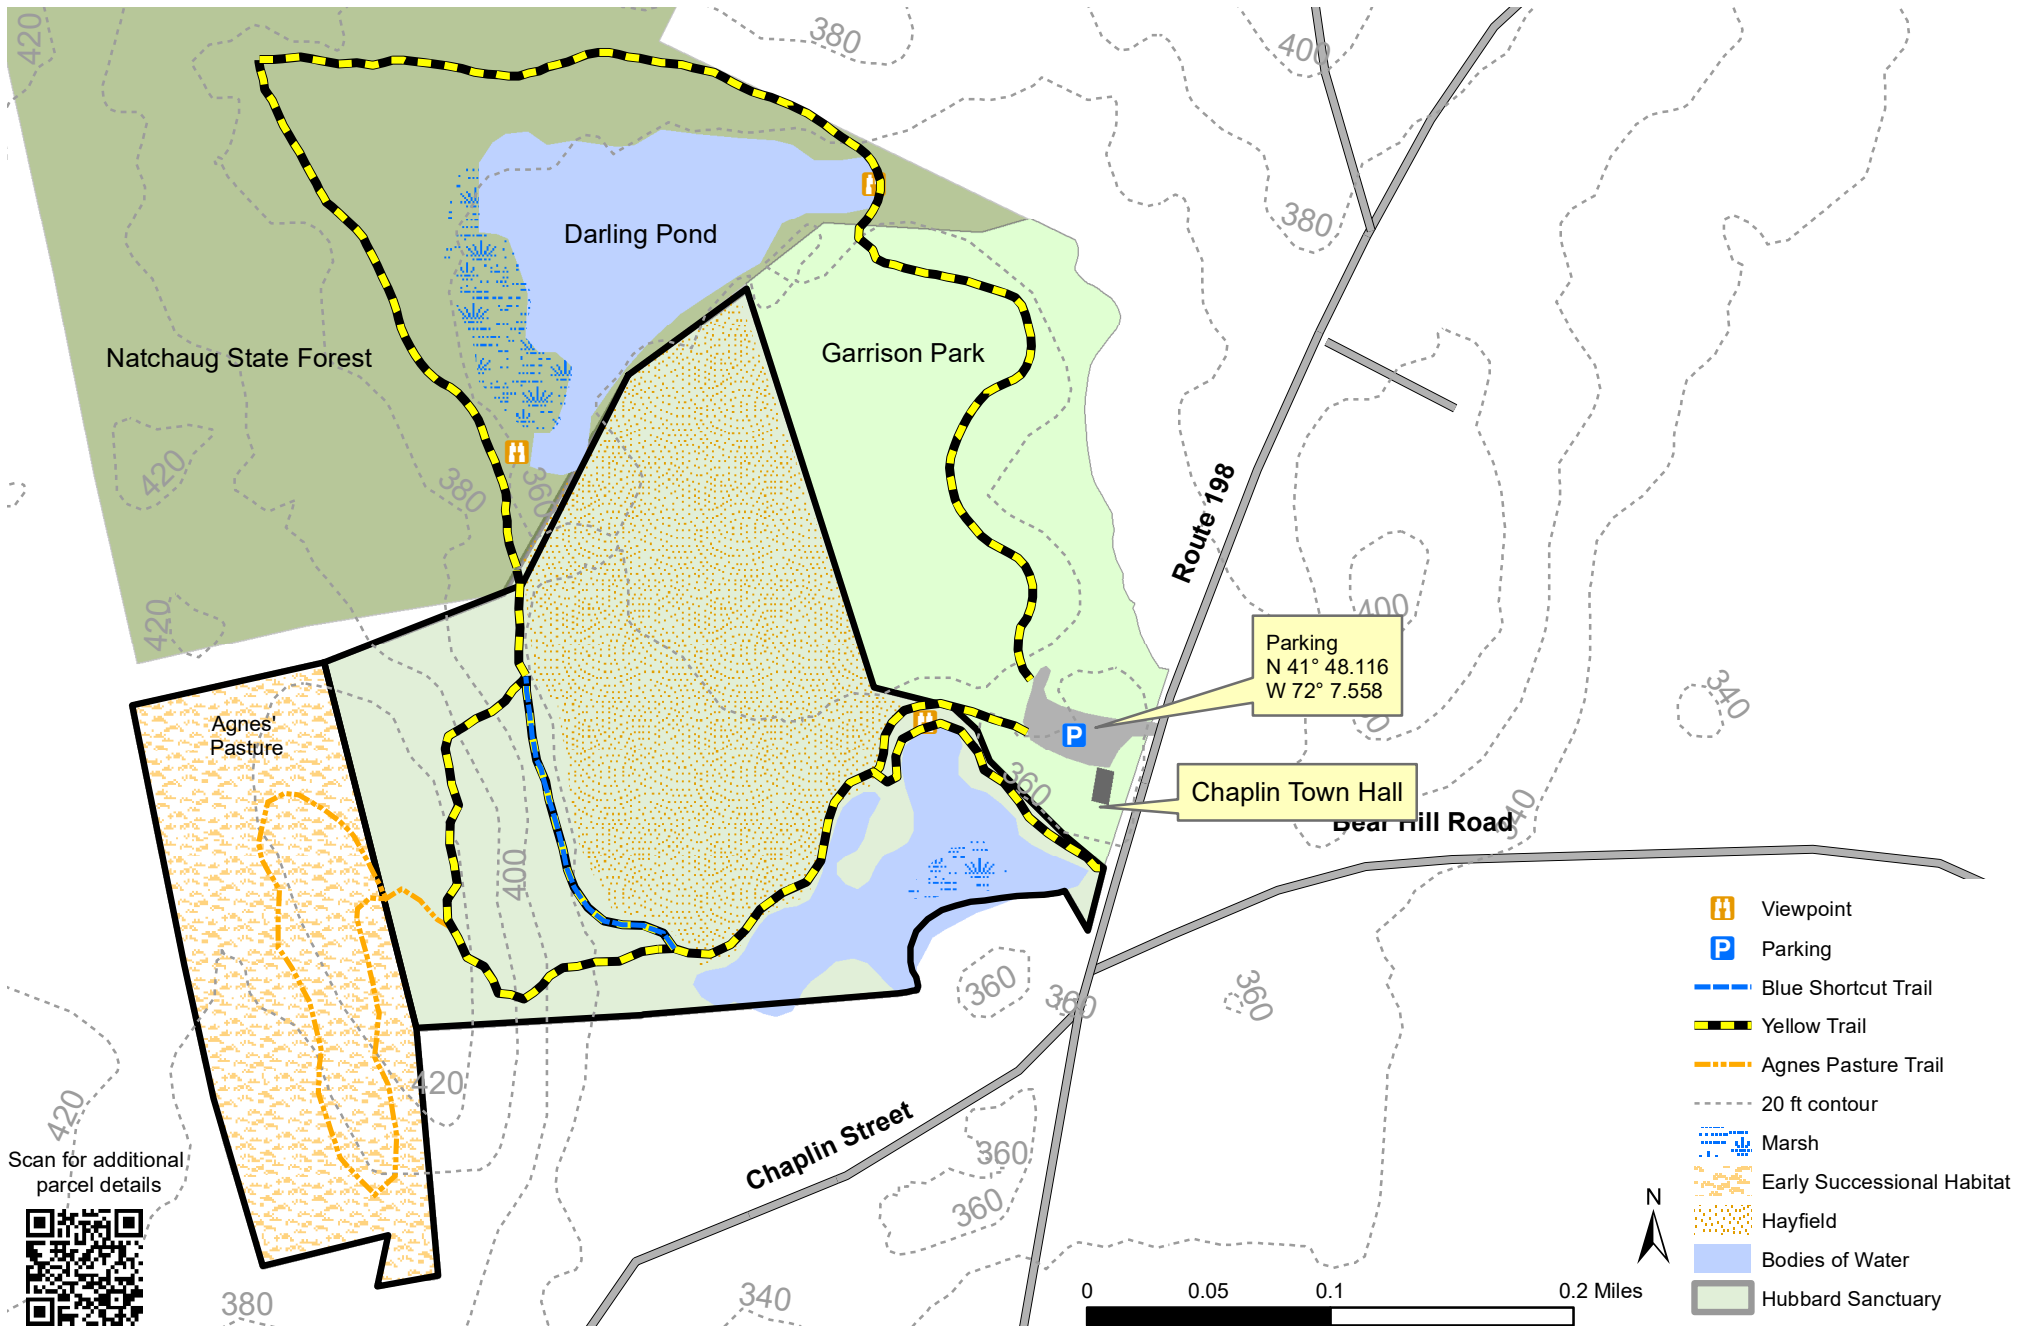 420
380
400
380
Darling Pond
Natchaug State Forest
Garrison Park
420
380
360
Route 198
400
420
Parking
N 41° 48.116
W 72° 7.558
340
Agnes'
Pasture
360
Chaplin Town Hall
Bear Hill Road
340
400
360
360
360
420
420
Chaplin Street
360
360
380
340
Scan for additional
parcel details
Viewpoint
P Parking
Blue Shortcut Trail
Yellow Trail
Agnes Pasture Trail
20 ft contour
Marsh
Early Successional Habitat
Hayfield
Bodies of Water
Hubbard Sanctuary
N
0 0.05 0.1 0.2 Miles
P